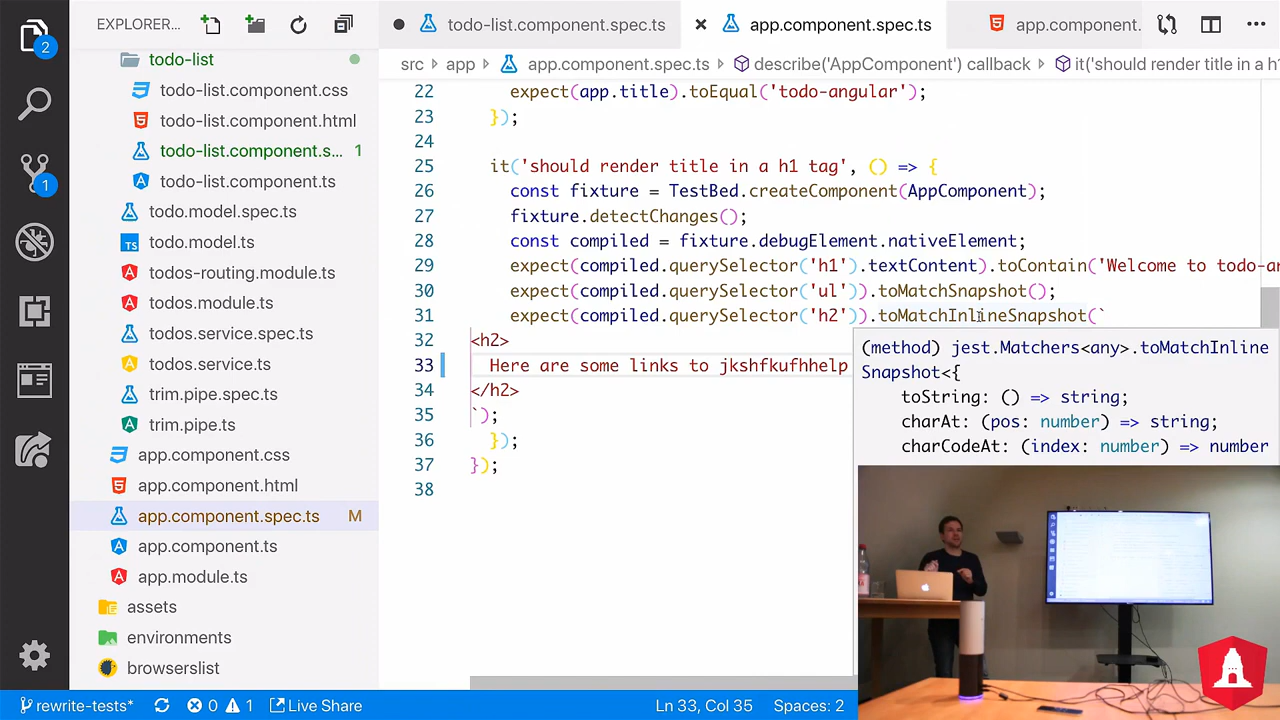 EXPLORER...
todo-list.component.spec.ts
app.component.spec.ts
app.component.
2
todo-list
todo-list.component.css
todo-list.component.html
todo-list.component.s... 1
todo-list.component.ts
todo.model.spec.ts
TS todo.model.ts
todos-routing.module.ts
todos.module.ts
todos.service.spec.ts
todos.service.ts
trim.pipe.spec.ts
trim.pipe.ts
app.component.css
app.component.html
app.component.spec.ts M
app.component.ts
app.module.ts
assets
environments
browserslist
1
src > app > app.component.spec.ts > describe('AppComponent') callback > it('should render title in a h1
22 expect(app.title).toEqual('todo-angular');
23 });
24
25 it('should render title in a h1 tag', () => {
26 const fixture = TestBed.createComponent(AppComponent);
27 fixture.detectChanges();
28 const compiled = fixture.debugElement.nativeElement;
29 expect(compiled.querySelector('h1').textContent).toContain('Welcome to todo-an
30 expect(compiled.querySelector('ul')).toMatchSnapshot();
31 expect(compiled.querySelector('h2')).toMatchInlineSnapshot(`
32 <h2>
33 Here are some links to jkshfkufhhelp
34 </h2>
35 `);
36 });
37 });
38
(method) jest.Matchers<any>.toMatchInline
Snapshot<{
toString: () => string;
charAt: (pos: number) => string;
charCodeAt: (index: number) => number
rewrite-tests* 0 1 Live Share Ln 33, Col 35 Spaces: 2